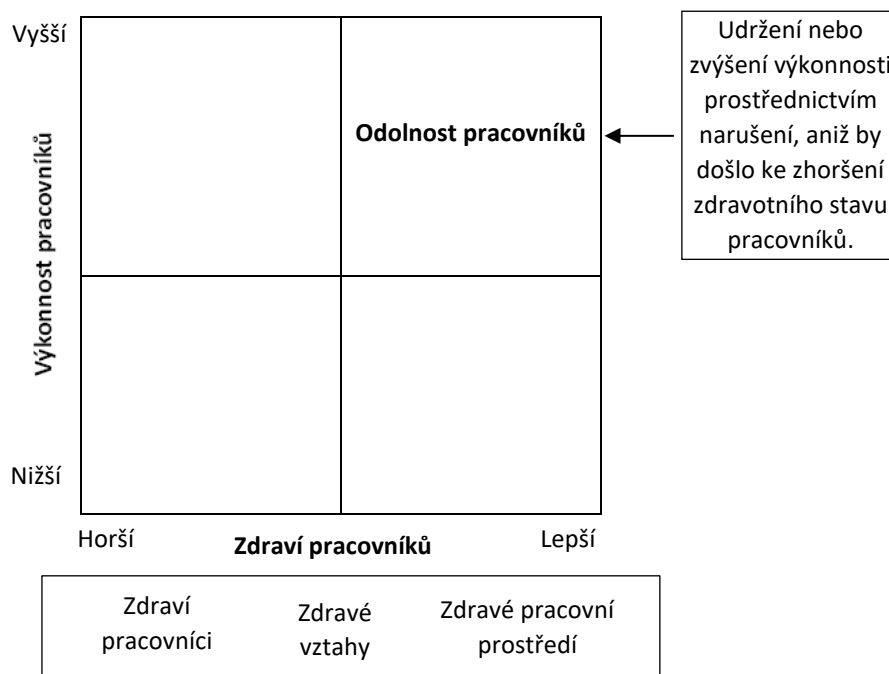 Vyšší
Výkonnost pracovníků
Nižší
Odolnost pracovníků
Udržení nebo
zvýšení výkonnosti
prostřednictvím
narušení, aniž by
došlo ke zhoršení
zdravotního stavu
pracovníků.
Horší
Zdraví pracovníků
Lepší
Zdraví
pracovníci
Zdravé
vztahy
Zdravé pracovní
prostředí